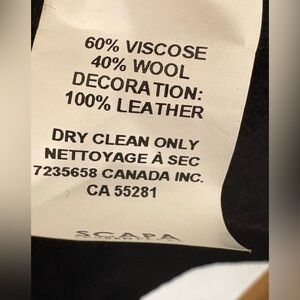 60% VISCOSE
40% WOOL
DECORATION:
100% LEATHER
DRY CLEAN ONLY
NETTOYAGE À SEC
7235658 CANADA INC.
CA 55281
SCAPA